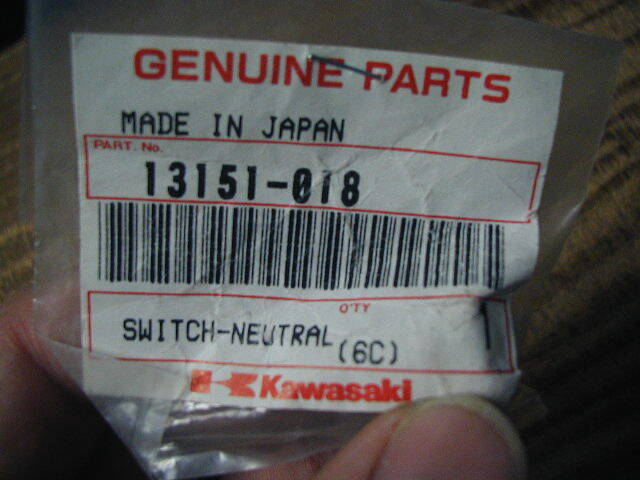 GENUINE PARTS
MADE IN JAPAN
PART. No.
13151-018
Q'TY
SWITCH-NEUTRAL (6C) 1
Kawasaki